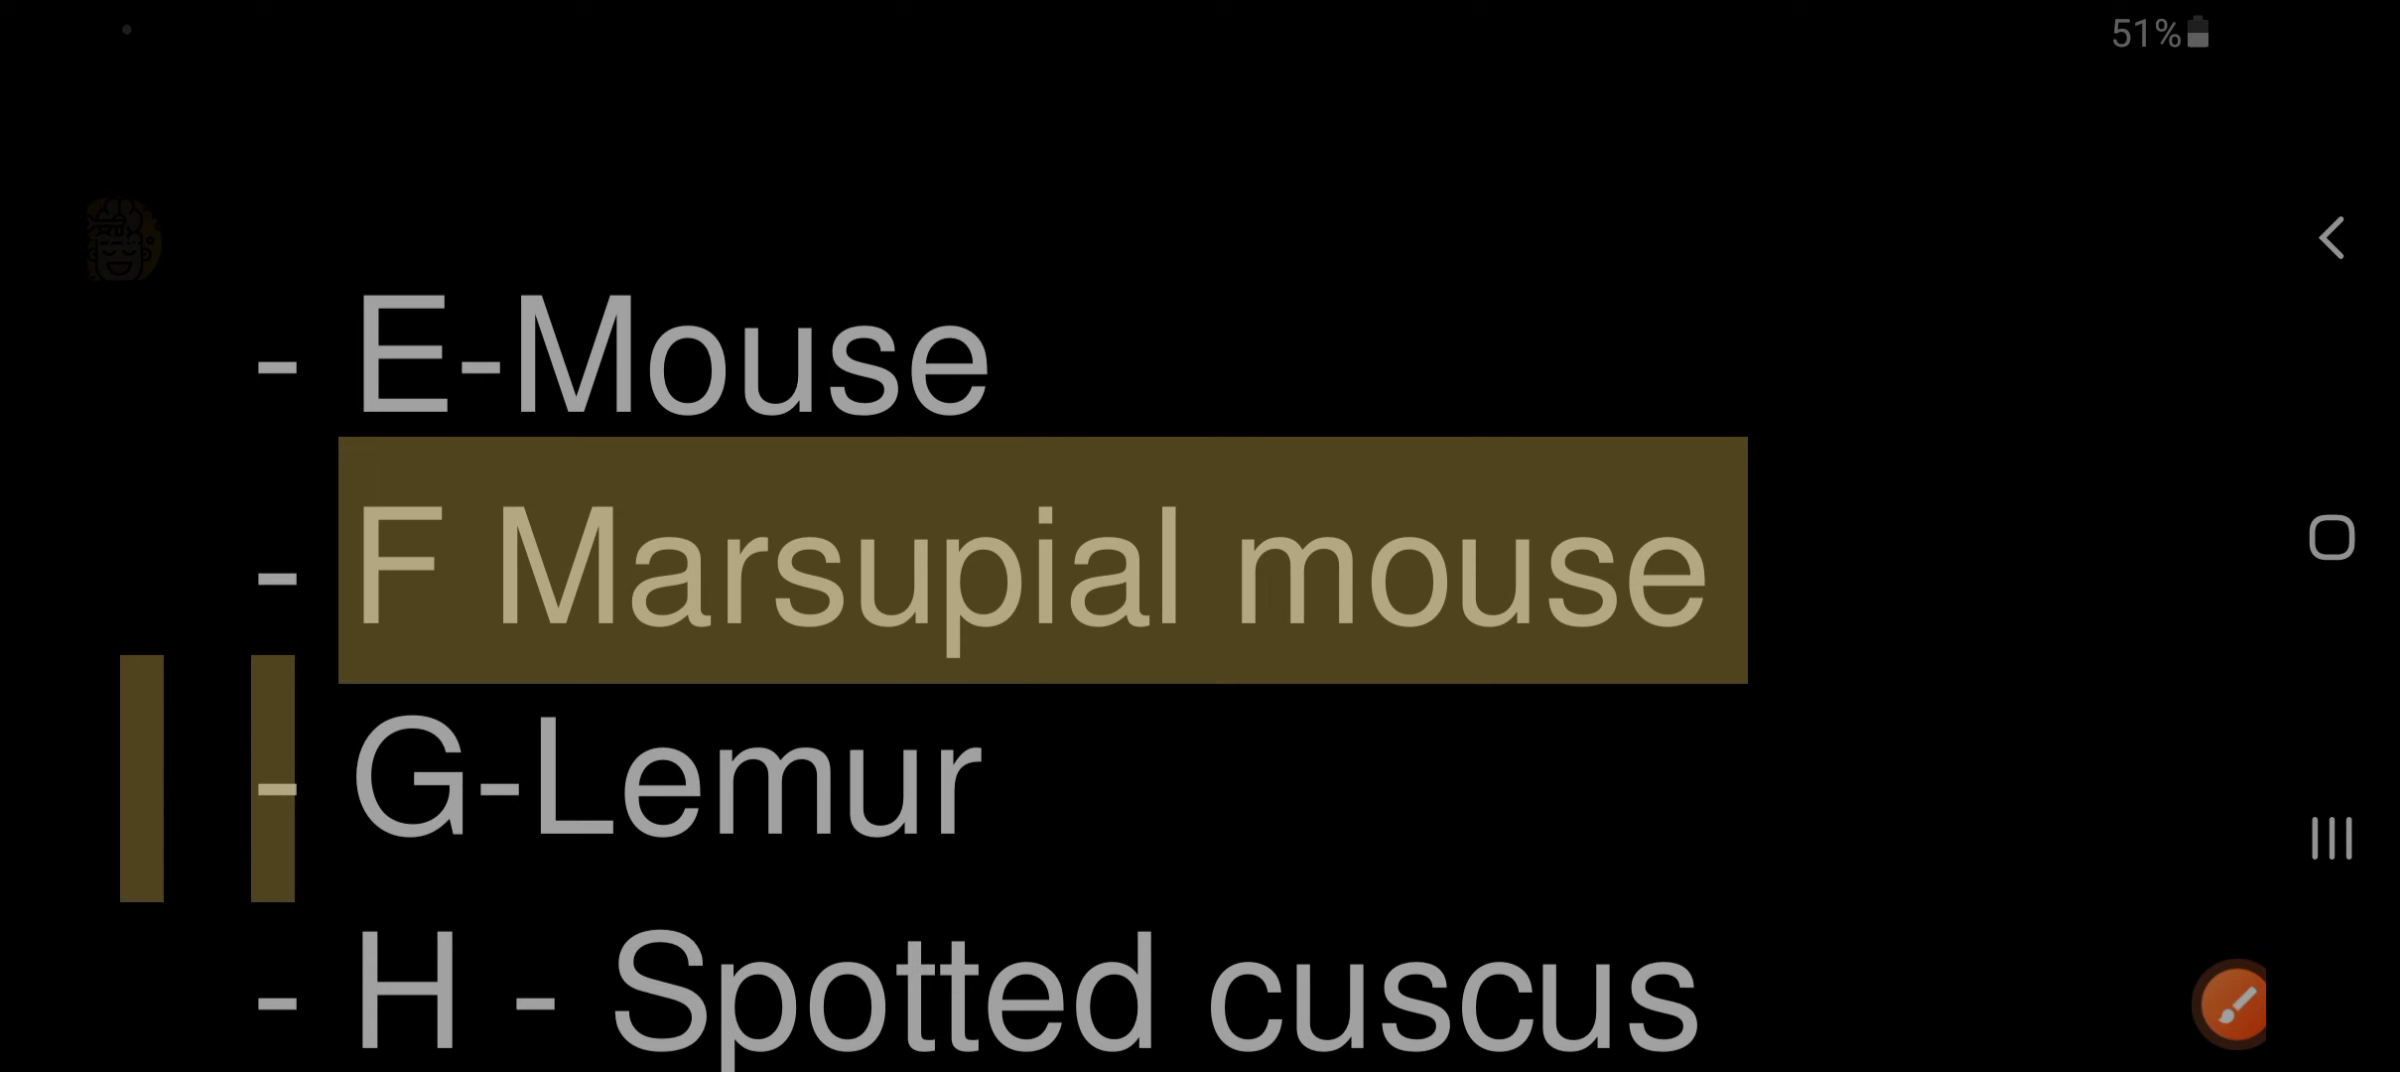 51%
- E-Mouse
- F Marsupial mouse
- G-Lemur
- H - Spotted cuscus